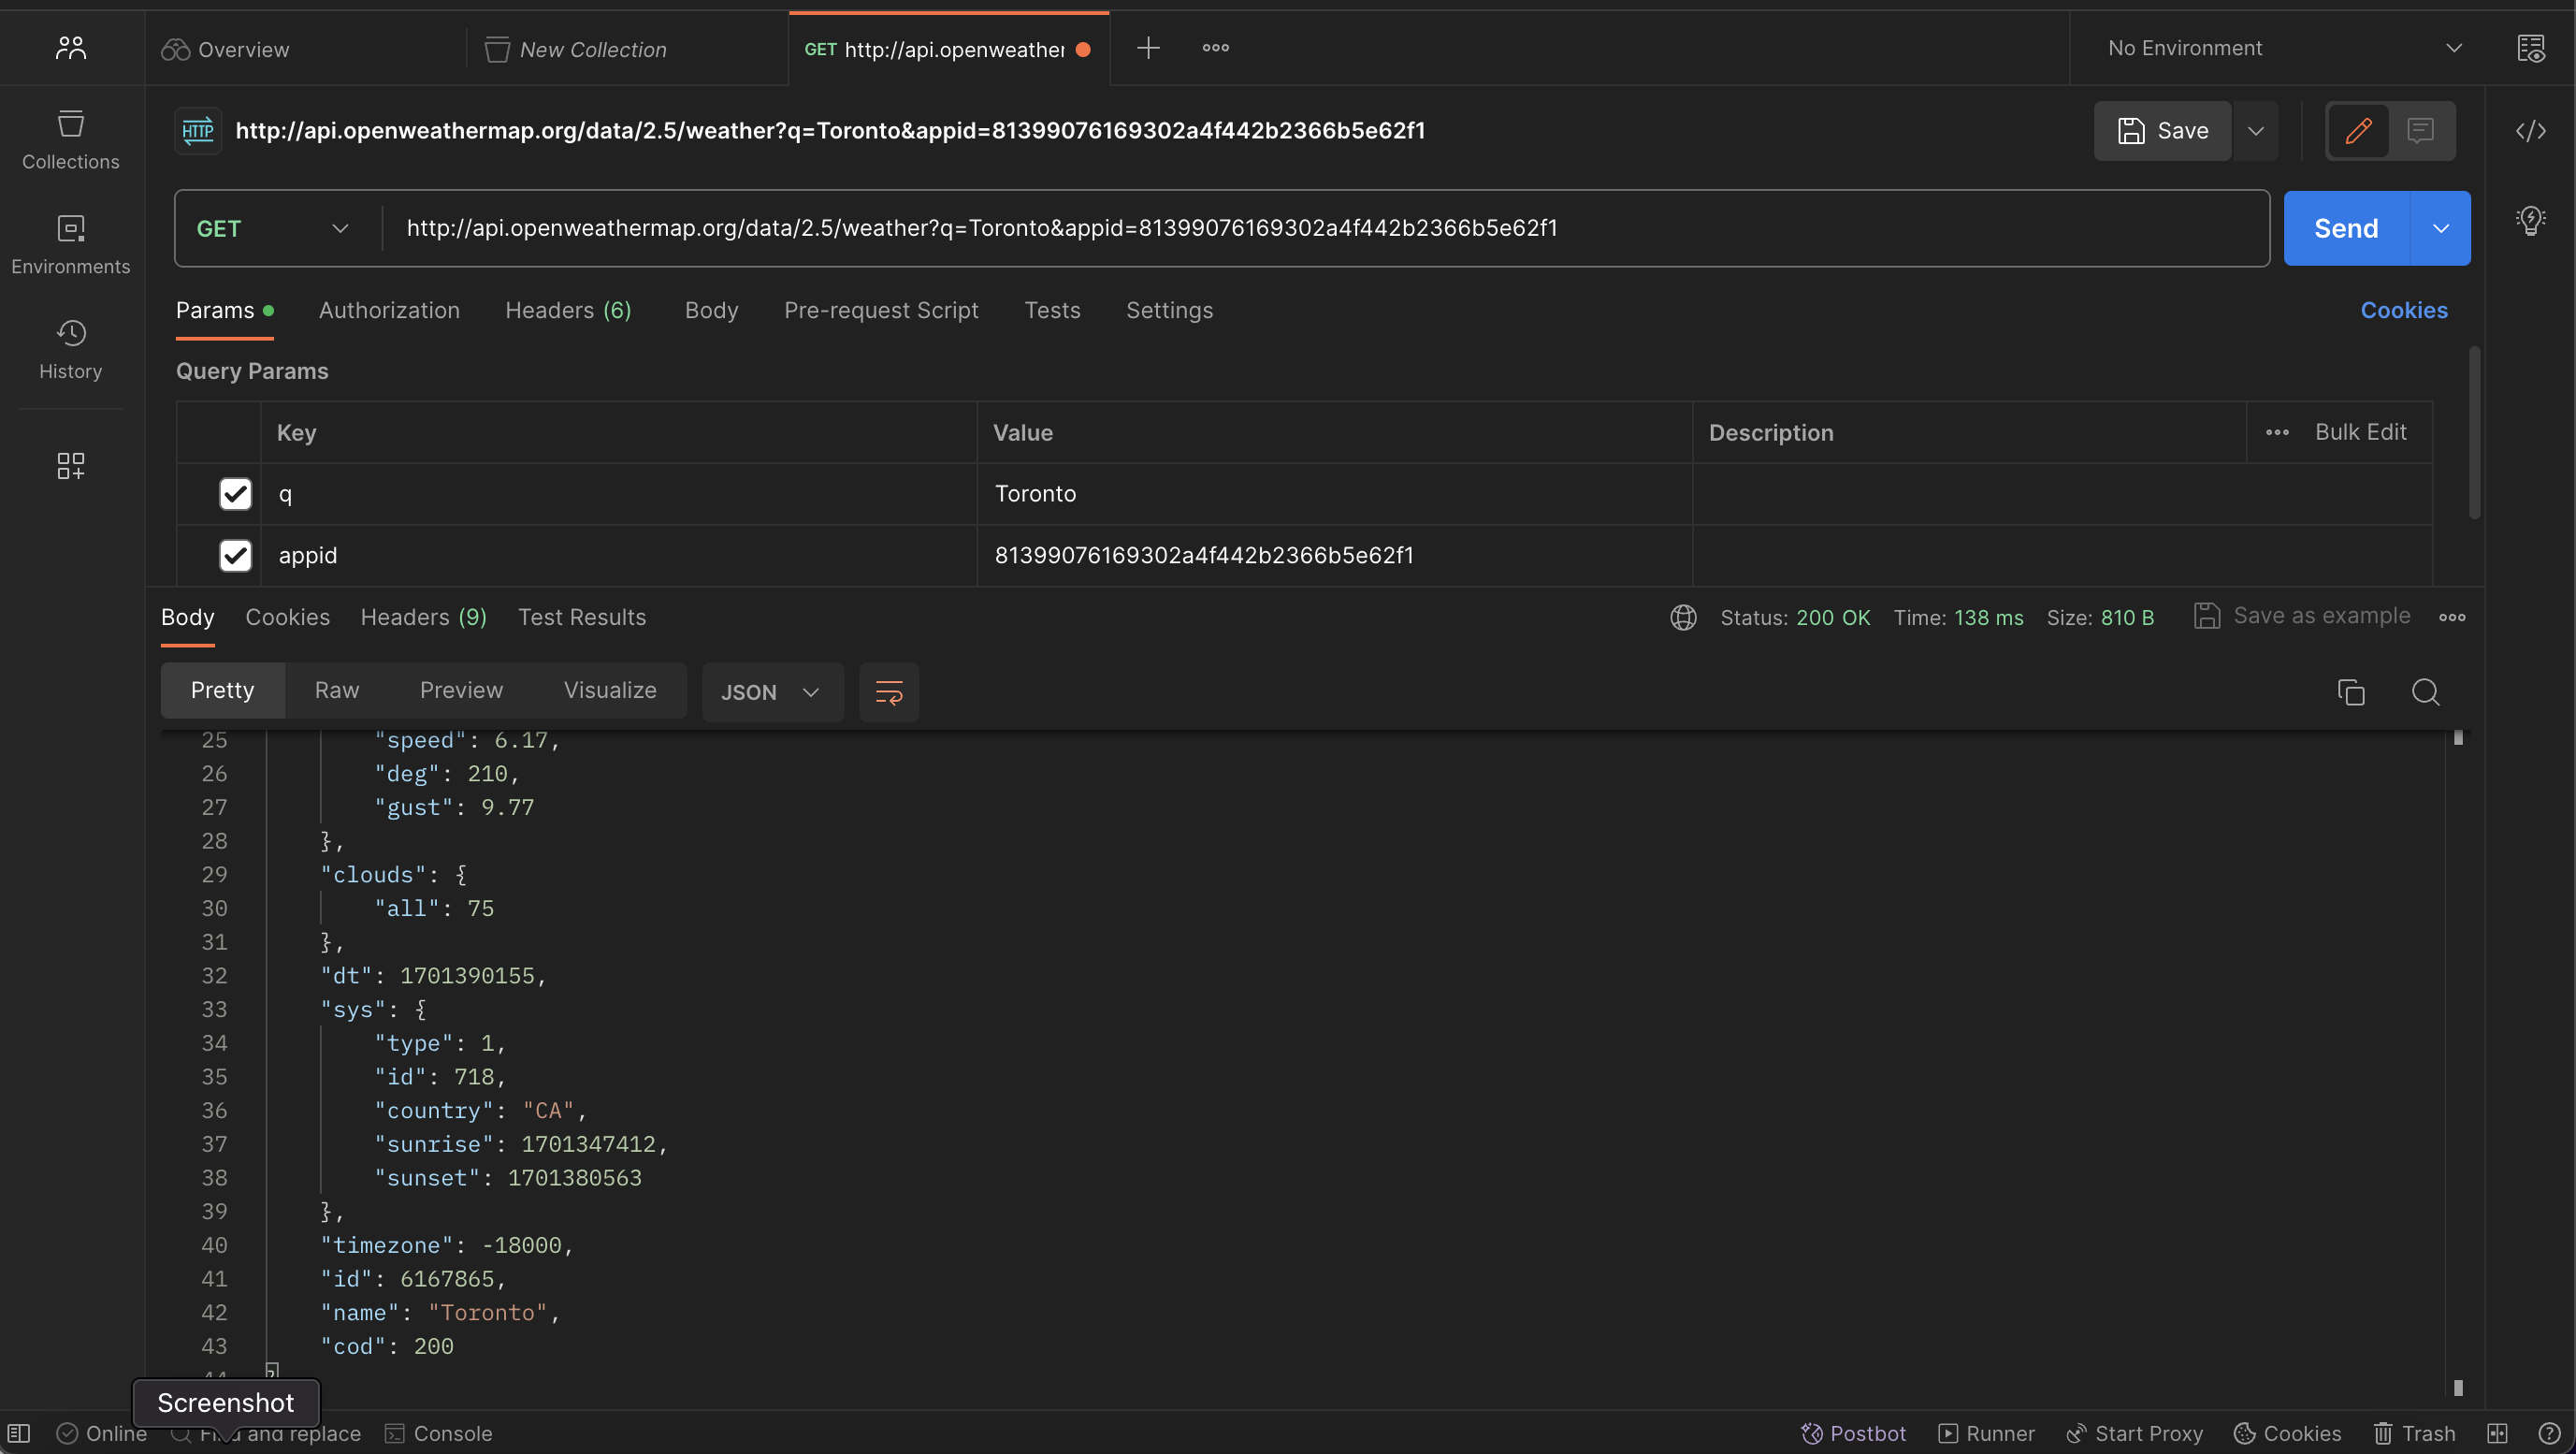 Overview
New Collection
GET http://api.openweather
No Environment
HTTP
http://api.openweathermap.org/data/2.5/weather?q=Toronto&appid=81399076169302a4f442b2366b5e62f1
Save
Collections
Environments
History
GET
http://api.openweathermap.org/data/2.5/weather?q=Toronto&appid=81399076169302a4f442b2366b5e62f1
Send
Params
Authorization
Headers (6)
Body
Pre-request Script
Tests
Settings
Cookies
Query Params
Key Value Description Bulk Edit
q Toronto
appid 81399076169302a4f442b2366b5e62f1
Body Cookies Headers (9) Test Results
Status: 200 OK Time: 138 ms Size: 810 B Save as example
Pretty Raw Preview Visualize JSON
25 "speed": 6.17,
26 "deg": 210,
27 "gust": 9.77
28 },
29 "clouds": {
30 "all": 75
31 },
32 "dt": 1701390155,
33 "sys": {
34 "type": 1,
35 "id": 718,
36 "country": "CA",
37 "sunrise": 1701347412,
38 "sunset": 1701380563
39 },
40 "timezone": -18000,
41 "id": 6167865,
42 "name": "Toronto",
43 "cod": 200
44 }
Screenshot
Online Find and replace Console
Postbot Runner Start Proxy Cookies Trash